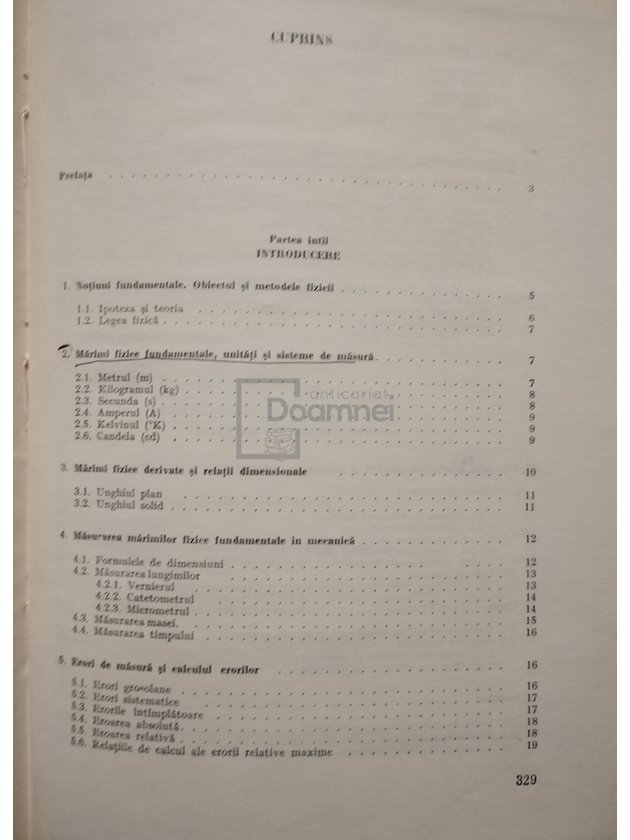 CUPRINS
Prefața . . . . . . . . . . 3
Partea întîi
INTRODUCERE
1. Noțiuni fundamentale. Obiectul și metodele fizicii . . . . . . . . . . 5
1.1. Ipoteza și teoria . . . . . . . . . . 6
1.2. Legea fizică . . . . . . . . . . 7
2. Mărimi fizice fundamentale, unități și sisteme de măsură . . . . . . . . . . 7
2.1. Metrul (m) . . . . . . . . . . 7
2.2. Kilogramul (kg) . . . . . . . . . . 8
2.3. Secunda (s) . . . . . . . . . . 8
2.4. Amperul (A) . . . . . . . . . . 9
2.5. Kelvinul (°K) . . . . . . . . . . 9
2.6. Candela (cd) . . . . . . . . . . 9
anticariat
Doamnei
3. Mărimi fizice derivate și relații dimensionale . . . . . . . . . . 10
3.1. Unghiul plan . . . . . . . . . . 11
3.2. Unghiul solid . . . . . . . . . . 11
4. Măsurarea mărimilor fizice fundamentale în mecanică . . . . . . . . . . 12
4.1. Formulele de dimensiuni . . . . . . . . . . 12
4.2. Măsurarea lungimilor . . . . . . . . . . 13
4.2.1. Vernierul . . . . . . . . . . 13
4.2.2. Catetometrul . . . . . . . . . . 14
4.2.3. Micrometrul . . . . . . . . . . 14
4.3. Măsurarea masei. . . . . . . . . . . 15
4.4. Măsurarea timpului . . . . . . . . . . 16
5. Erori de măsură și calculul erorilor . . . . . . . . . . 16
5.1. Erori grosolane . . . . . . . . . . 16
5.2. Erori sistematice . . . . . . . . . . 17
5.3. Erorile întîmplătoare . . . . . . . . . . 17
5.4. Eroarea absolută . . . . . . . . . . 18
5.5. Eroarea relativă . . . . . . . . . . 18
5.6. Relațiile de calcul ale erorii relative maxime . . . . . . . . . . 19
329